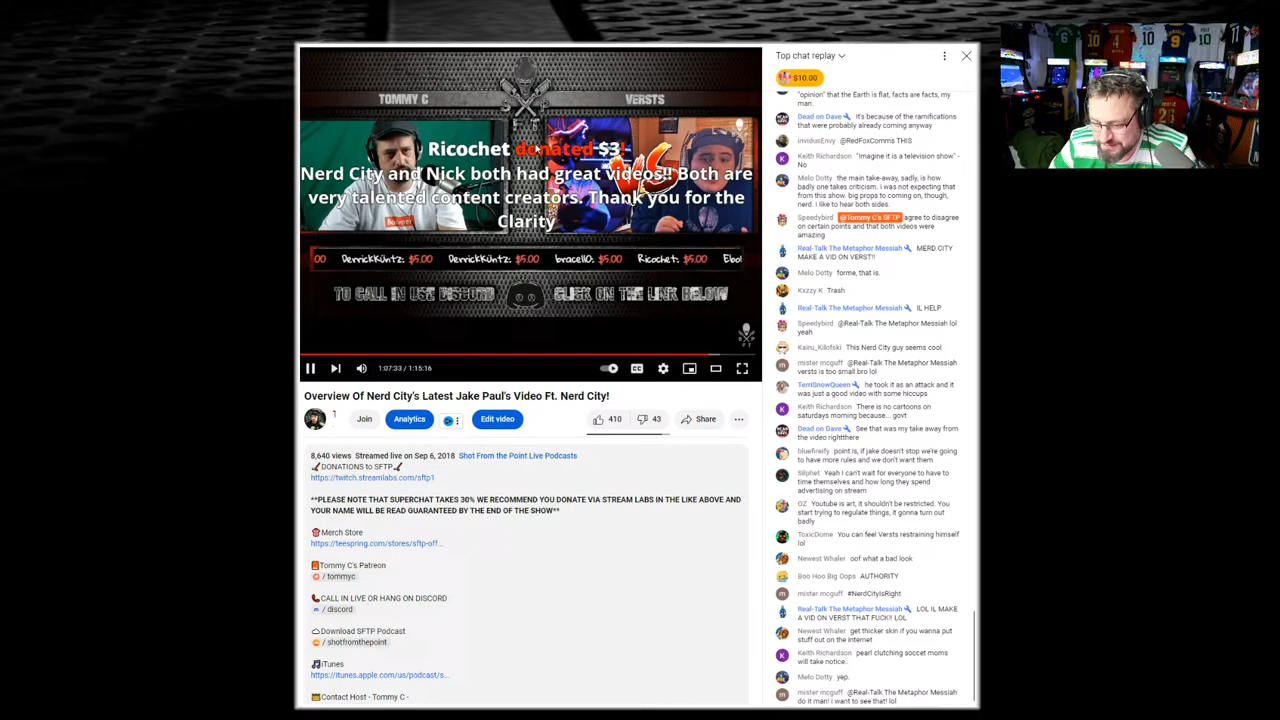 TOMMY C
VERSTS
Ricochet donated $3!
Nerd City and Nick both had great videos!! Both are
very talented content creators. Thank you for the
Clarity
00 DerrickKuntz: $5.00 DerrickKuntz: $5.00 bracell0: $5.00 Ricochet: $5.00 Ebo
TO CALL IN USE DISCORD CLICK ON THE LINK BELOW
1:07:33 / 1:15:16
Overview Of Nerd City's Latest Jake Paul's Video Ft. Nerd City!
1
Join
Analytics
Edit video
410
43
Share
8,640 views Streamed live on Sep 6, 2018 Shot From the Point Live Podcasts
DONATIONS to SFTP
https://twitch.streamlabs.com/sftp1
**PLEASE NOTE THAT SUPERCHAT TAKES 30% WE RECOMMEND YOU DONATE VIA STREAM LABS IN THE LIKE ABOVE AND
YOUR NAME WILL BE READ GUARANTEED BY THE END OF THE SHOW**
Merch Store
https://teespring.com/stores/sftp-off...
Tommy C's Patreon
/ tommyc
CALL IN LIVE OR HANG ON DISCORD
/ discord
Download SFTP Podcast
/ shotfromthepoint
iTunes
https://itunes.apple.com/us/podcast/s...
Contact Host - Tommy C -
Top chat replay
$10.00
"opinion" that the Earth is flat, facts are facts, my
man.
Dead on Dave It's because of the ramifications
that were probably already coming anyway
invidusEnvy @RedFoxComms THIS
Keith Richardson "Imagine it is a television show" -
No
Melo Dotty the main take-away, sadly, is how
badly one takes criticism. i was not expecting that
from this show. big props to coming on, though,
nerd. i like to hear both sides.
Speedybird @Tommy C's SFTP agree to disagree
on certain points and that both videos were
amazing
Real-Talk The Metaphor Messiah MERD CITY
MAKE A VID ON VERST!!
Melo Dotty forme, that is.
Kxzzy K Trash
Real-Talk The Metaphor Messiah IL HELP
Speedybird @Real-Talk The Metaphor Messiah lol
yeah
Kairu_Kilofski This Nerd City guy seems cool
mister mcguff @Real-Talk The Metaphor Messiah
versts is too small bro lol
TerriSnowQueen he took it as an attack and it
was just a good video with some hiccups
Keith Richardson There is no cartoons on
saturdays morning because... govt
Dead on Dave See that was my take away from
the video rightthere
bluefireify point is, if jake doesn't stop we're going
to have more rules and we don't want them
Silphet Yeah I can't wait for everyone to have to
time themselves and how long they spend
advertising on stream
OZ Youtube is art, it shouldn't be restricted. You
start trying to regulate things, it gonna turn out
badly
ToxicDome You can feel Versts restraining himself
lol
Newest Whaler oof what a bad look
Boo Hoo Big Oops AUTHORITY
mister mcguff #NerdCityIsRight
Real-Talk The Metaphor Messiah LOL IL MAKE
A VID ON VERST THAT FUCK!! LOL
Newest Whaler get thicker skin if you wanna put
stuff out on the internet
Keith Richardson pearl clutching soccet moms
will take notice..
Melo Dotty yep.
mister mcguff @Real-Talk The Metaphor Messiah
do it man! i want to see that! lol